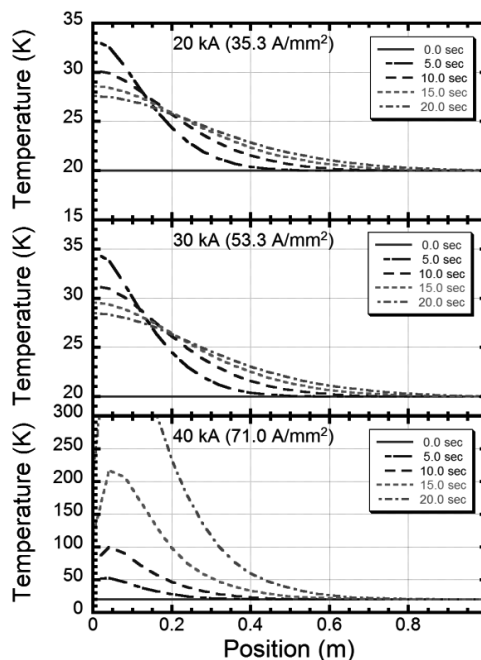 20 kA (35.3 A/mm²)
Temperature (K)
35
30
25
20
15
0.0 sec
5.0 sec
10.0 sec
15.0 sec
20.0 sec
30 kA (53.3 A/mm²)
Temperature (K)
35
30
25
20
0.0 sec
5.0 sec
10.0 sec
15.0 sec
20.0 sec
40 kA (71.0 A/mm²)
Temperature (K)
300
250
200
150
100
50
0
0.0 sec
5.0 sec
10.0 sec
15.0 sec
20.0 sec
0 0.2 0.4 0.6 0.8
Position (m)